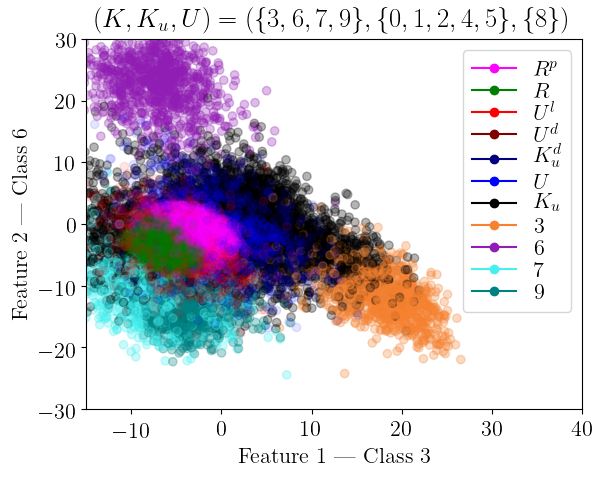 (K, K_u, U) = ({3, 6, 7, 9}, {0, 1, 2, 4, 5}, {8})
30
20
10
0
−10
−20
−30
Feature 2 — Class 6
R^p
R
U^l
U^d
K_u^d
U
K_u
3
6
7
9
−10 0 10 20 30 40
Feature 1 — Class 3